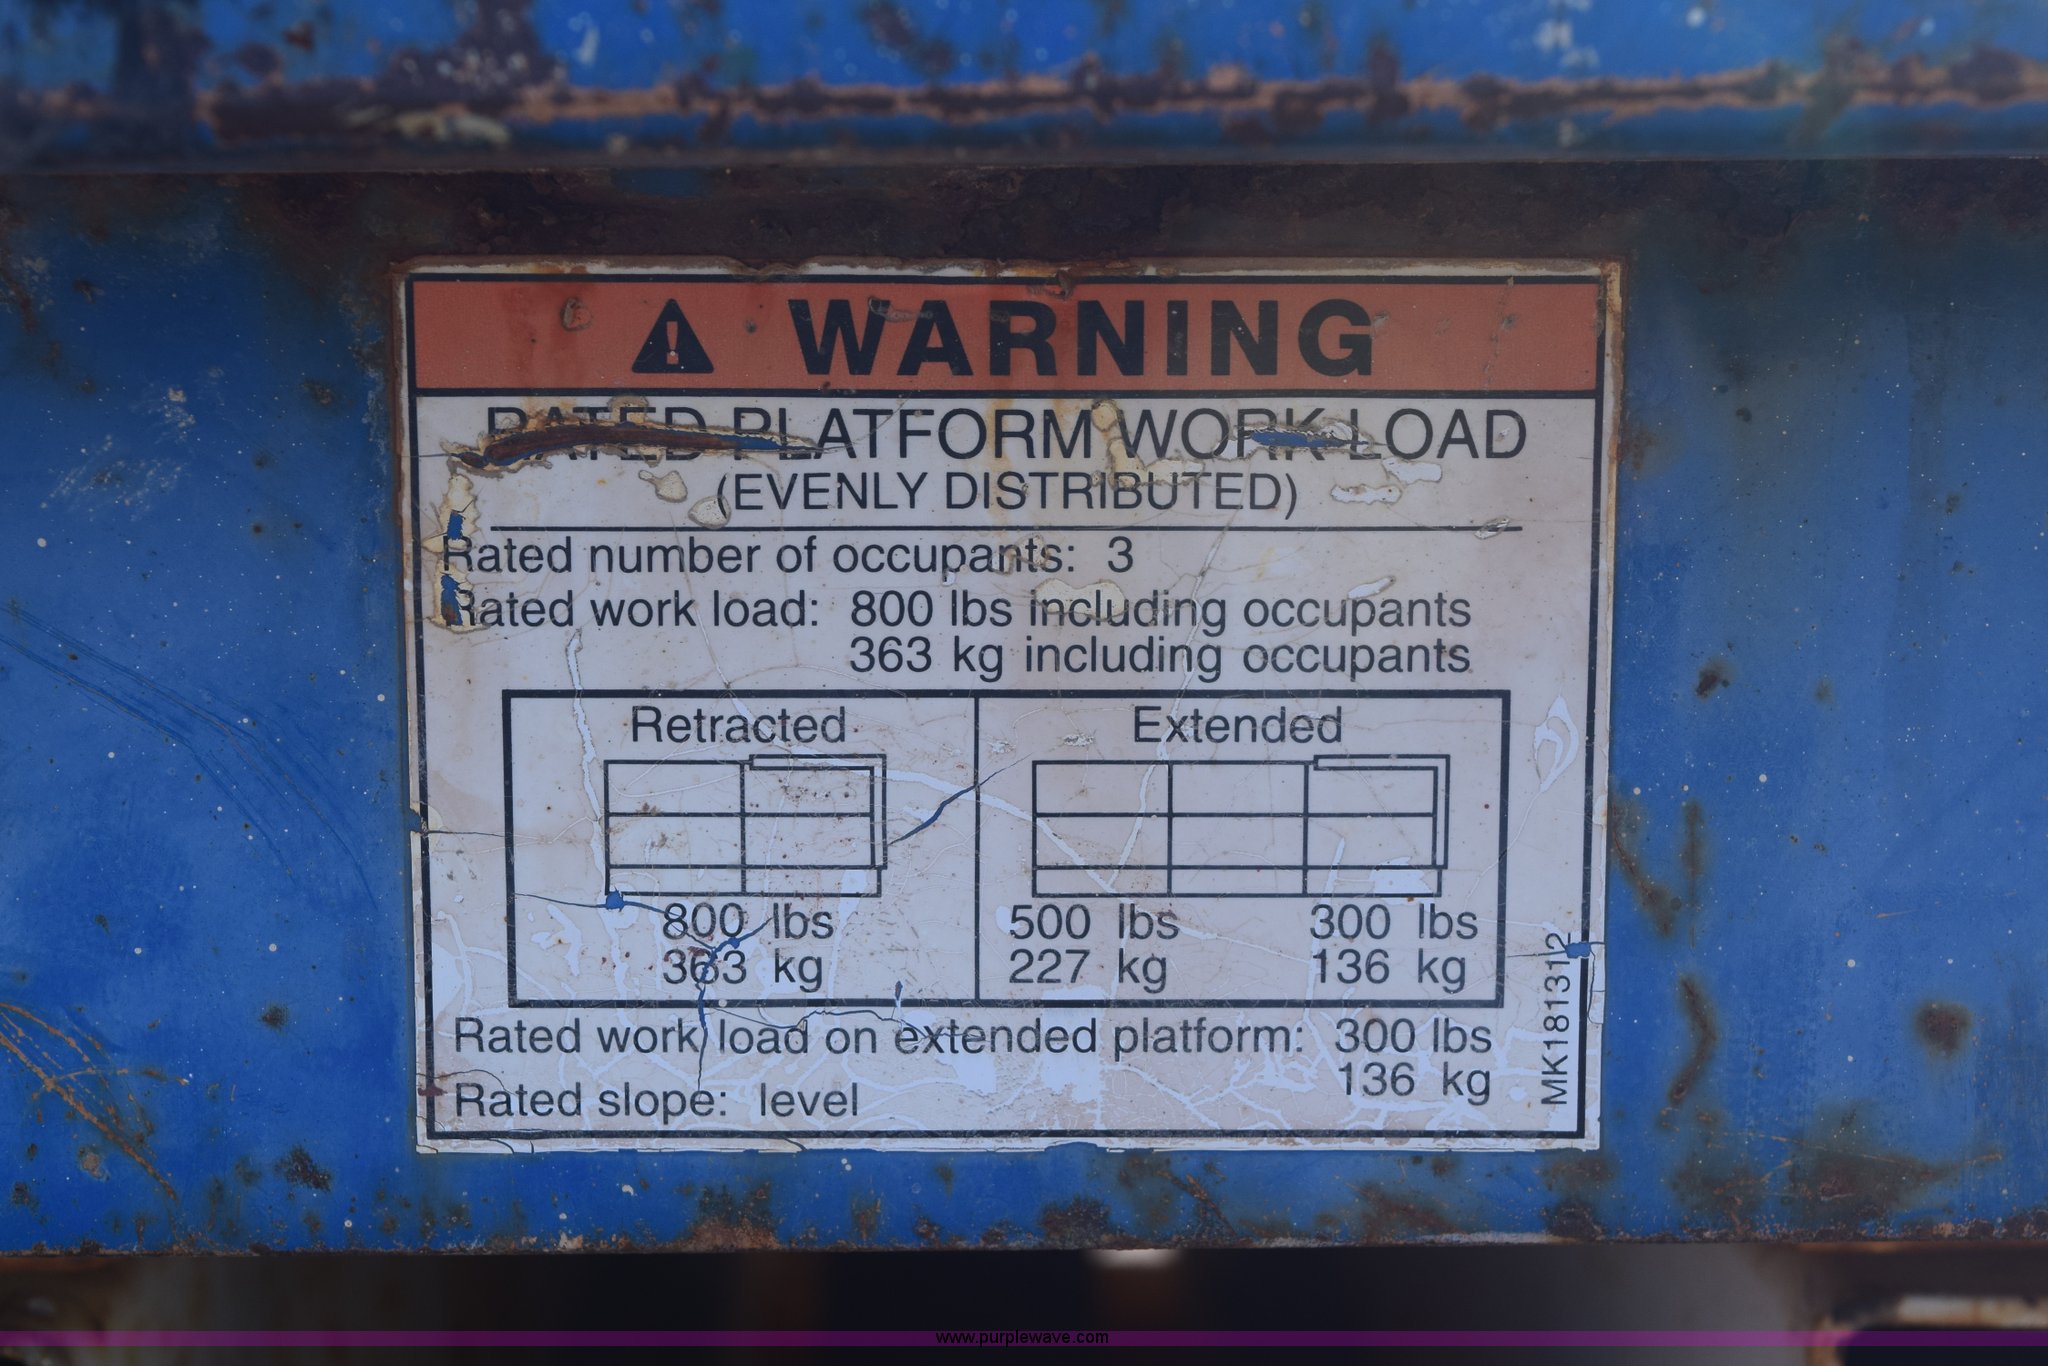 WARNING
RATED PLATFORM WORK LOAD
(EVENLY DISTRIBUTED)
Rated number of occupants: 3
Rated work load: 800 lbs including occupants
363 kg including occupants
Retracted
Extended
800 lbs
363 kg
500 lbs
227 kg
300 lbs
136 kg
Rated work load on extended platform: 300 lbs
136 kg
Rated slope: level
MK181312
www.purplewave.com